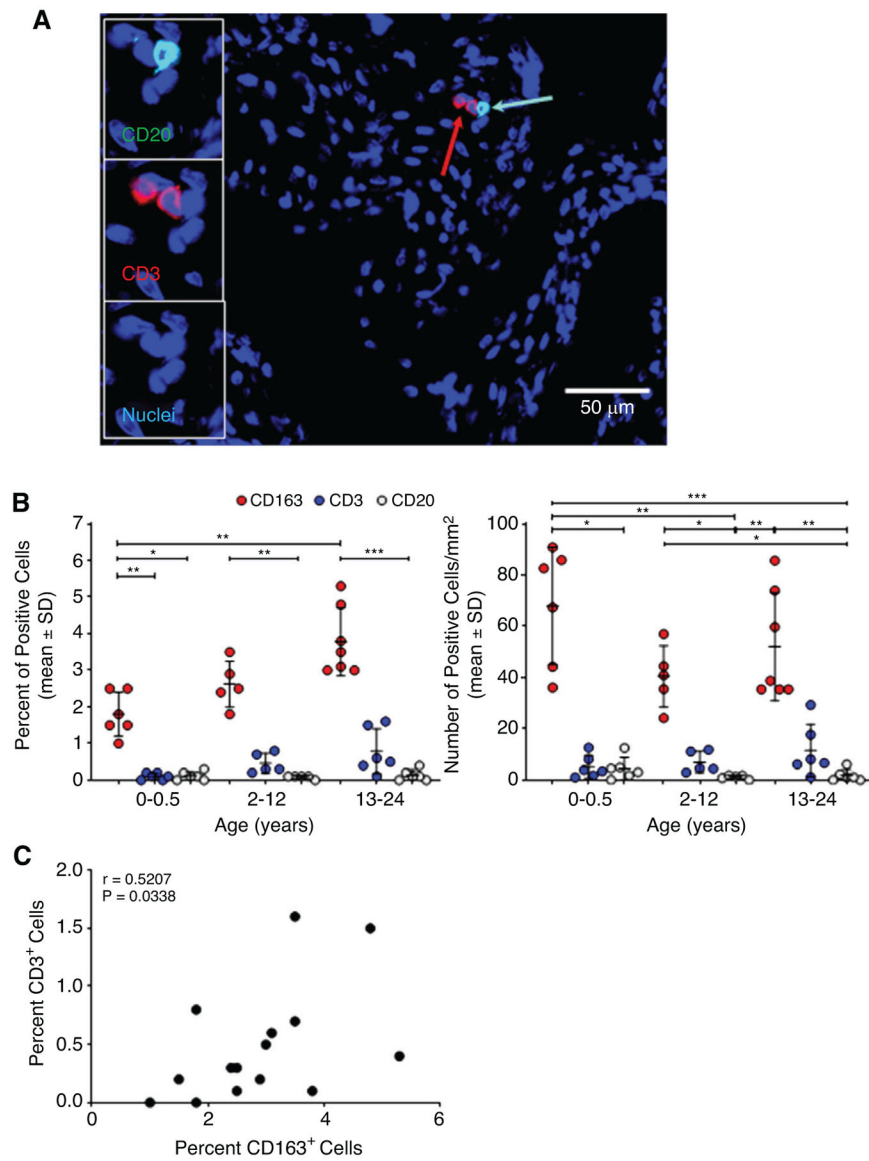 A
CD20
CD3
Nuclei
50 μm
B
CD163 CD3 CD20
Percent of Positive Cells
(mean ± SD)
7
6
5
4
3
2
1
0
**
*
**
**
***
0-0.5 2-12 13-24
Age (years)
Number of Positive Cells/mm²
(mean ± SD)
100
80
60
40
20
0
***
**
*
*
**
**
*
0-0.5 2-12 13-24
Age (years)
C
r = 0.5207
P = 0.0338
Percent CD3⁺ Cells
2.0
1.5
1.0
0.5
0.0
0 2 4 6
Percent CD163⁺ Cells